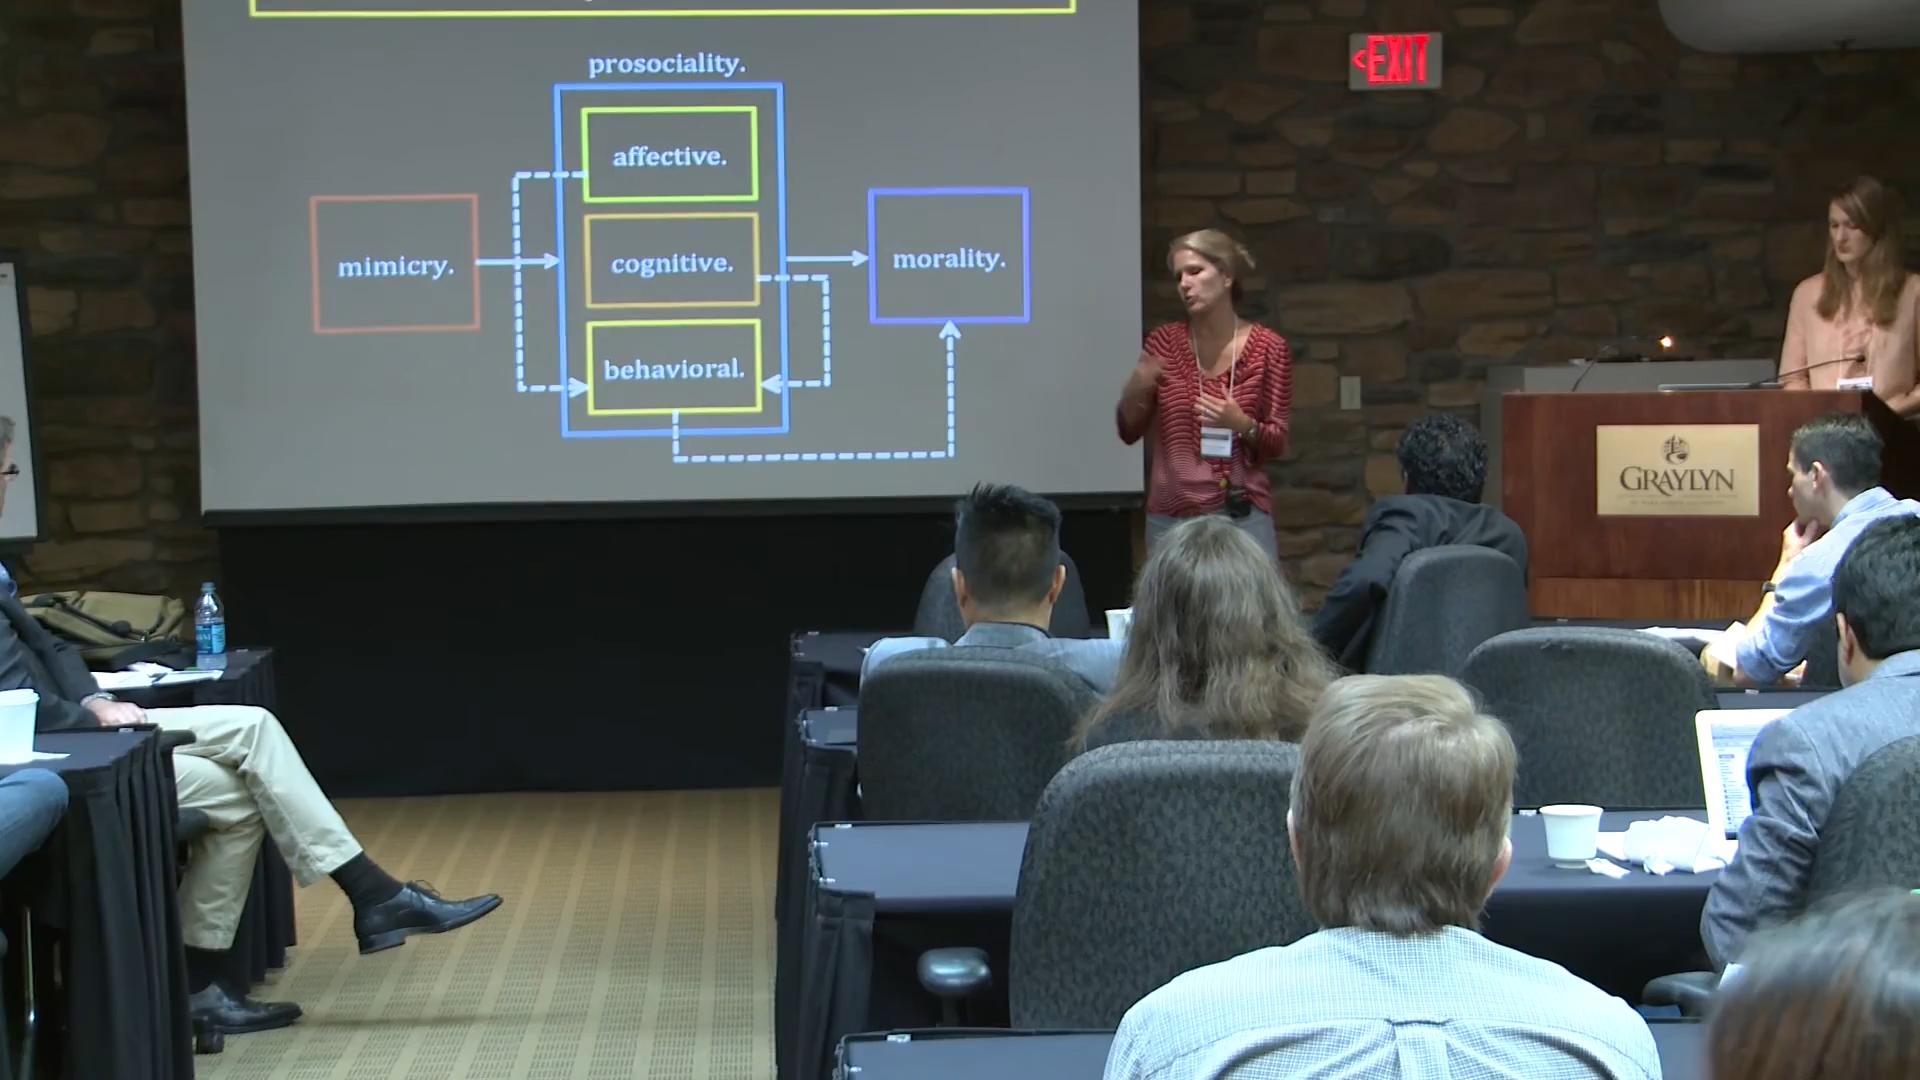 prosociality.
affective.
mimicry.
cognitive.
morality.
behavioral.
<EXIT
GRAYLYN